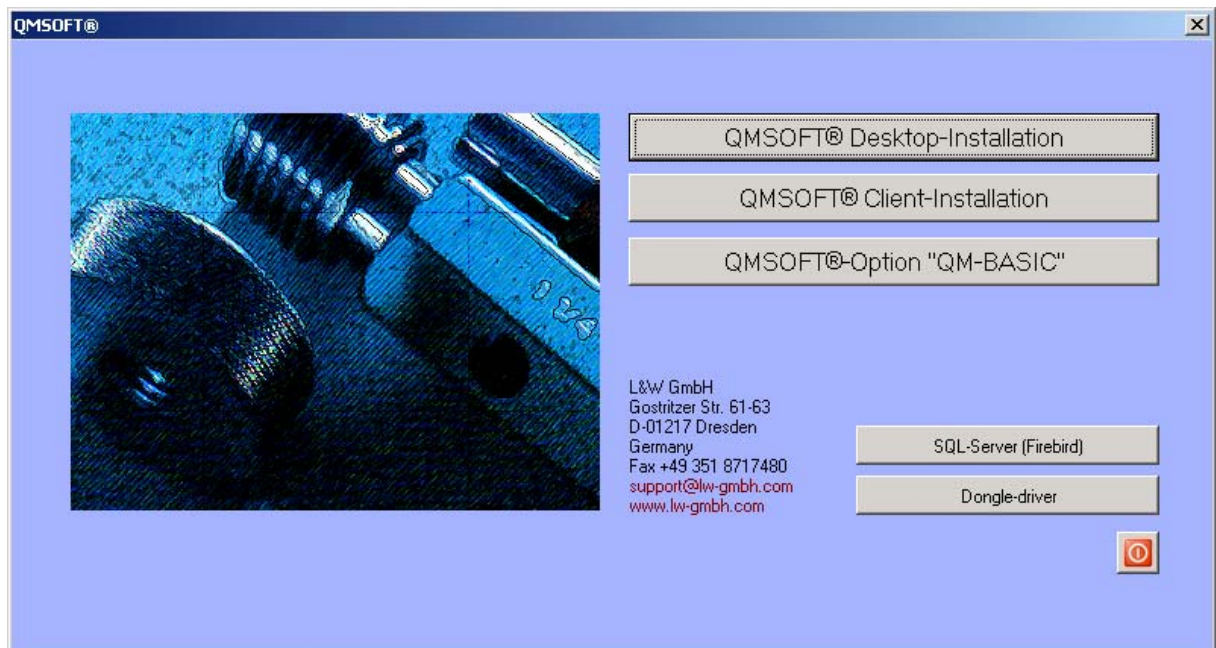 QMSOFT®
QMSOFT® Desktop-Installation
QMSOFT® Client-Installation
QMSOFT®-Option "QM-BASIC"
L&W GmbH
Gostritzer Str. 61-63
D-01217 Dresden
Germany
Fax +49 351 8717480
support@lw-gmbh.com
www.lw-gmbh.com
SQL-Server (Firebird)
Dongle-driver